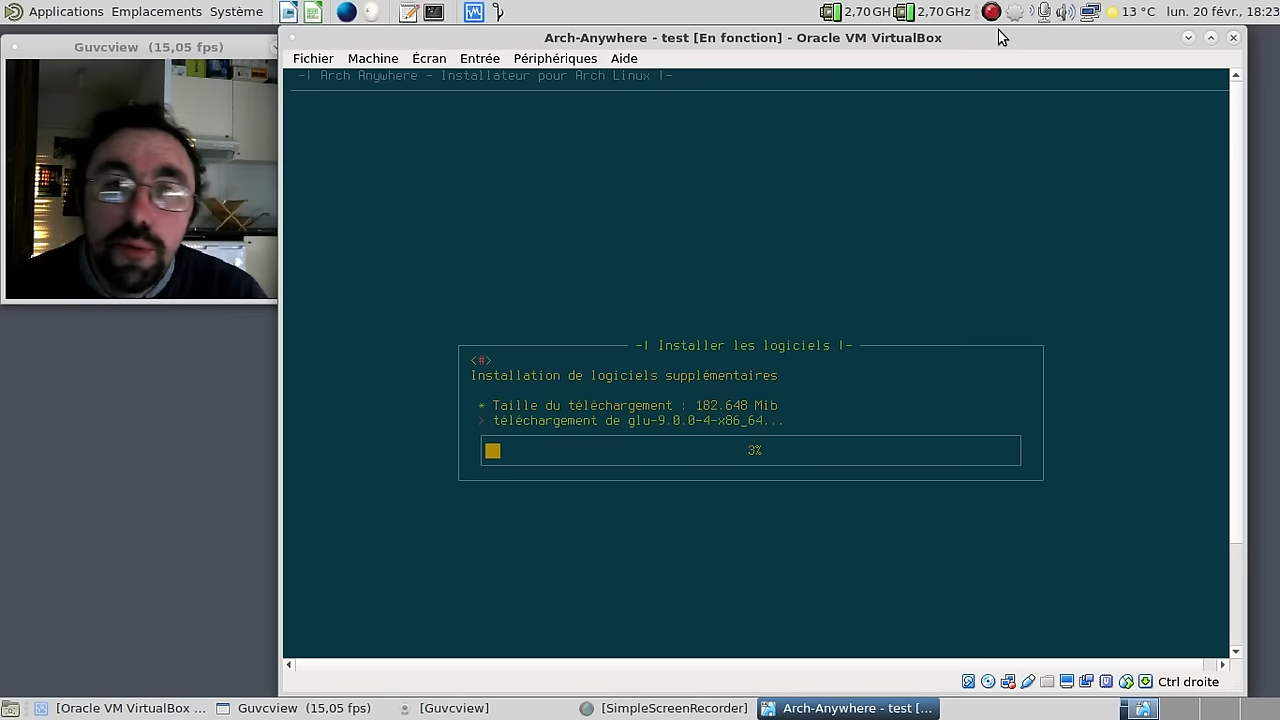 Applications Emplacements Système
2,70 GH 2,70 GHz 13 °C lun. 20 févr., 18:23
Guvcview (15,05 fps)
Arch-Anywhere - test [En fonction] - Oracle VM VirtualBox
Fichier Machine Écran Entrée Périphériques Aide
-| Arch Anywhere - Installateur pour Arch Linux |-
-| Installer les logiciels |-
<#>
Installation de logiciels supplémentaires
* Taille du téléchargement : 182.648 Mib
> téléchargement de glu-9.0.0-4-x86_64...
3%
Ctrl droite
[Oracle VM VirtualBox ... Guvcview (15,05 fps) [Guvcview] [SimpleScreenRecorder] Arch-Anywhere - test [...